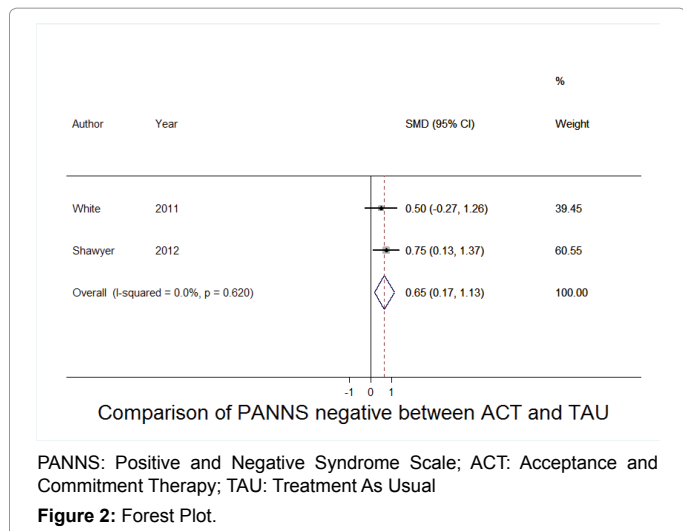 %
Author Year SMD (95% CI) Weight
White 2011 0.50 (-0.27, 1.26) 39.45
Shawyer 2012 0.75 (0.13, 1.37) 60.55
Overall (I-squared = 0.0%, p = 0.620) 0.65 (0.17, 1.13) 100.00
-1 0 1
Comparison of PANNS negative between ACT and TAU
PANNS: Positive and Negative Syndrome Scale; ACT: Acceptance and
Commitment Therapy; TAU: Treatment As Usual
Figure 2: Forest Plot.